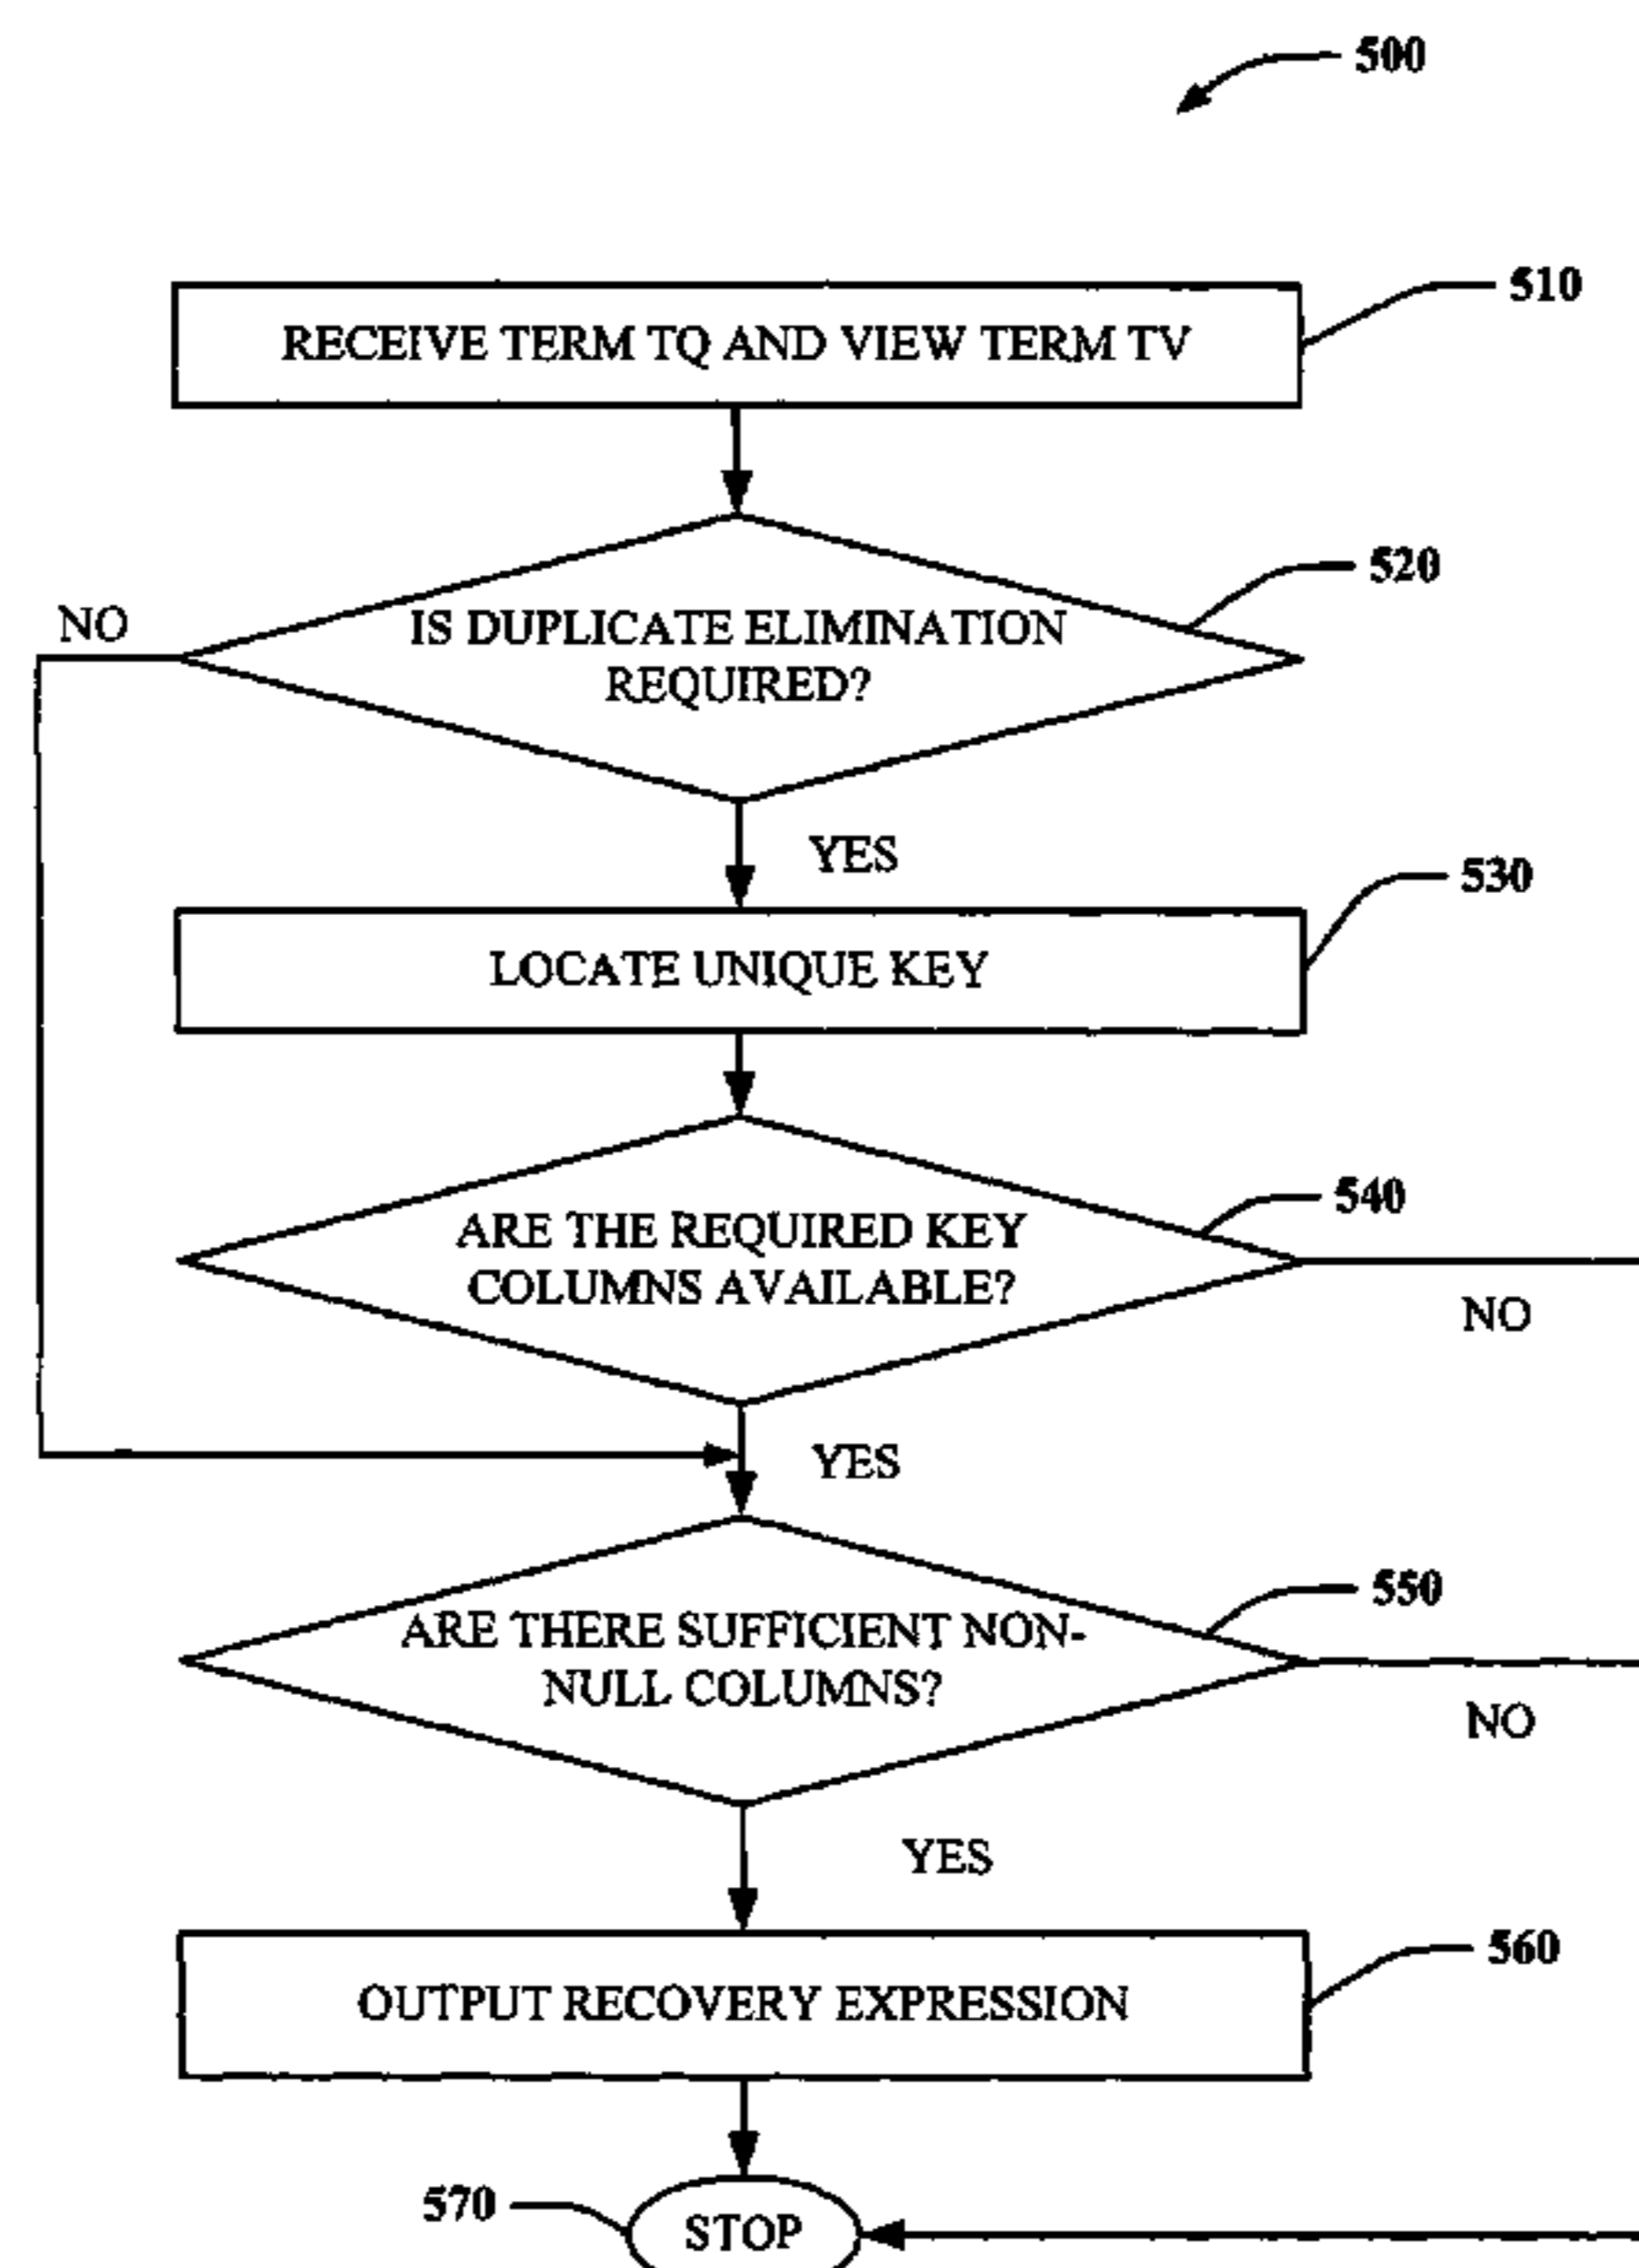 500
510
RECEIVE TERM TQ AND VIEW TERM TV
520
NO
IS DUPLICATE ELIMINATION
REQUIRED?
YES
530
LOCATE UNIQUE KEY
540
ARE THE REQUIRED KEY
COLUMNS AVAILABLE?
NO
YES
550
ARE THERE SUFFICIENT NON-
NULL COLUMNS?
NO
YES
560
OUTPUT RECOVERY EXPRESSION
570
STOP